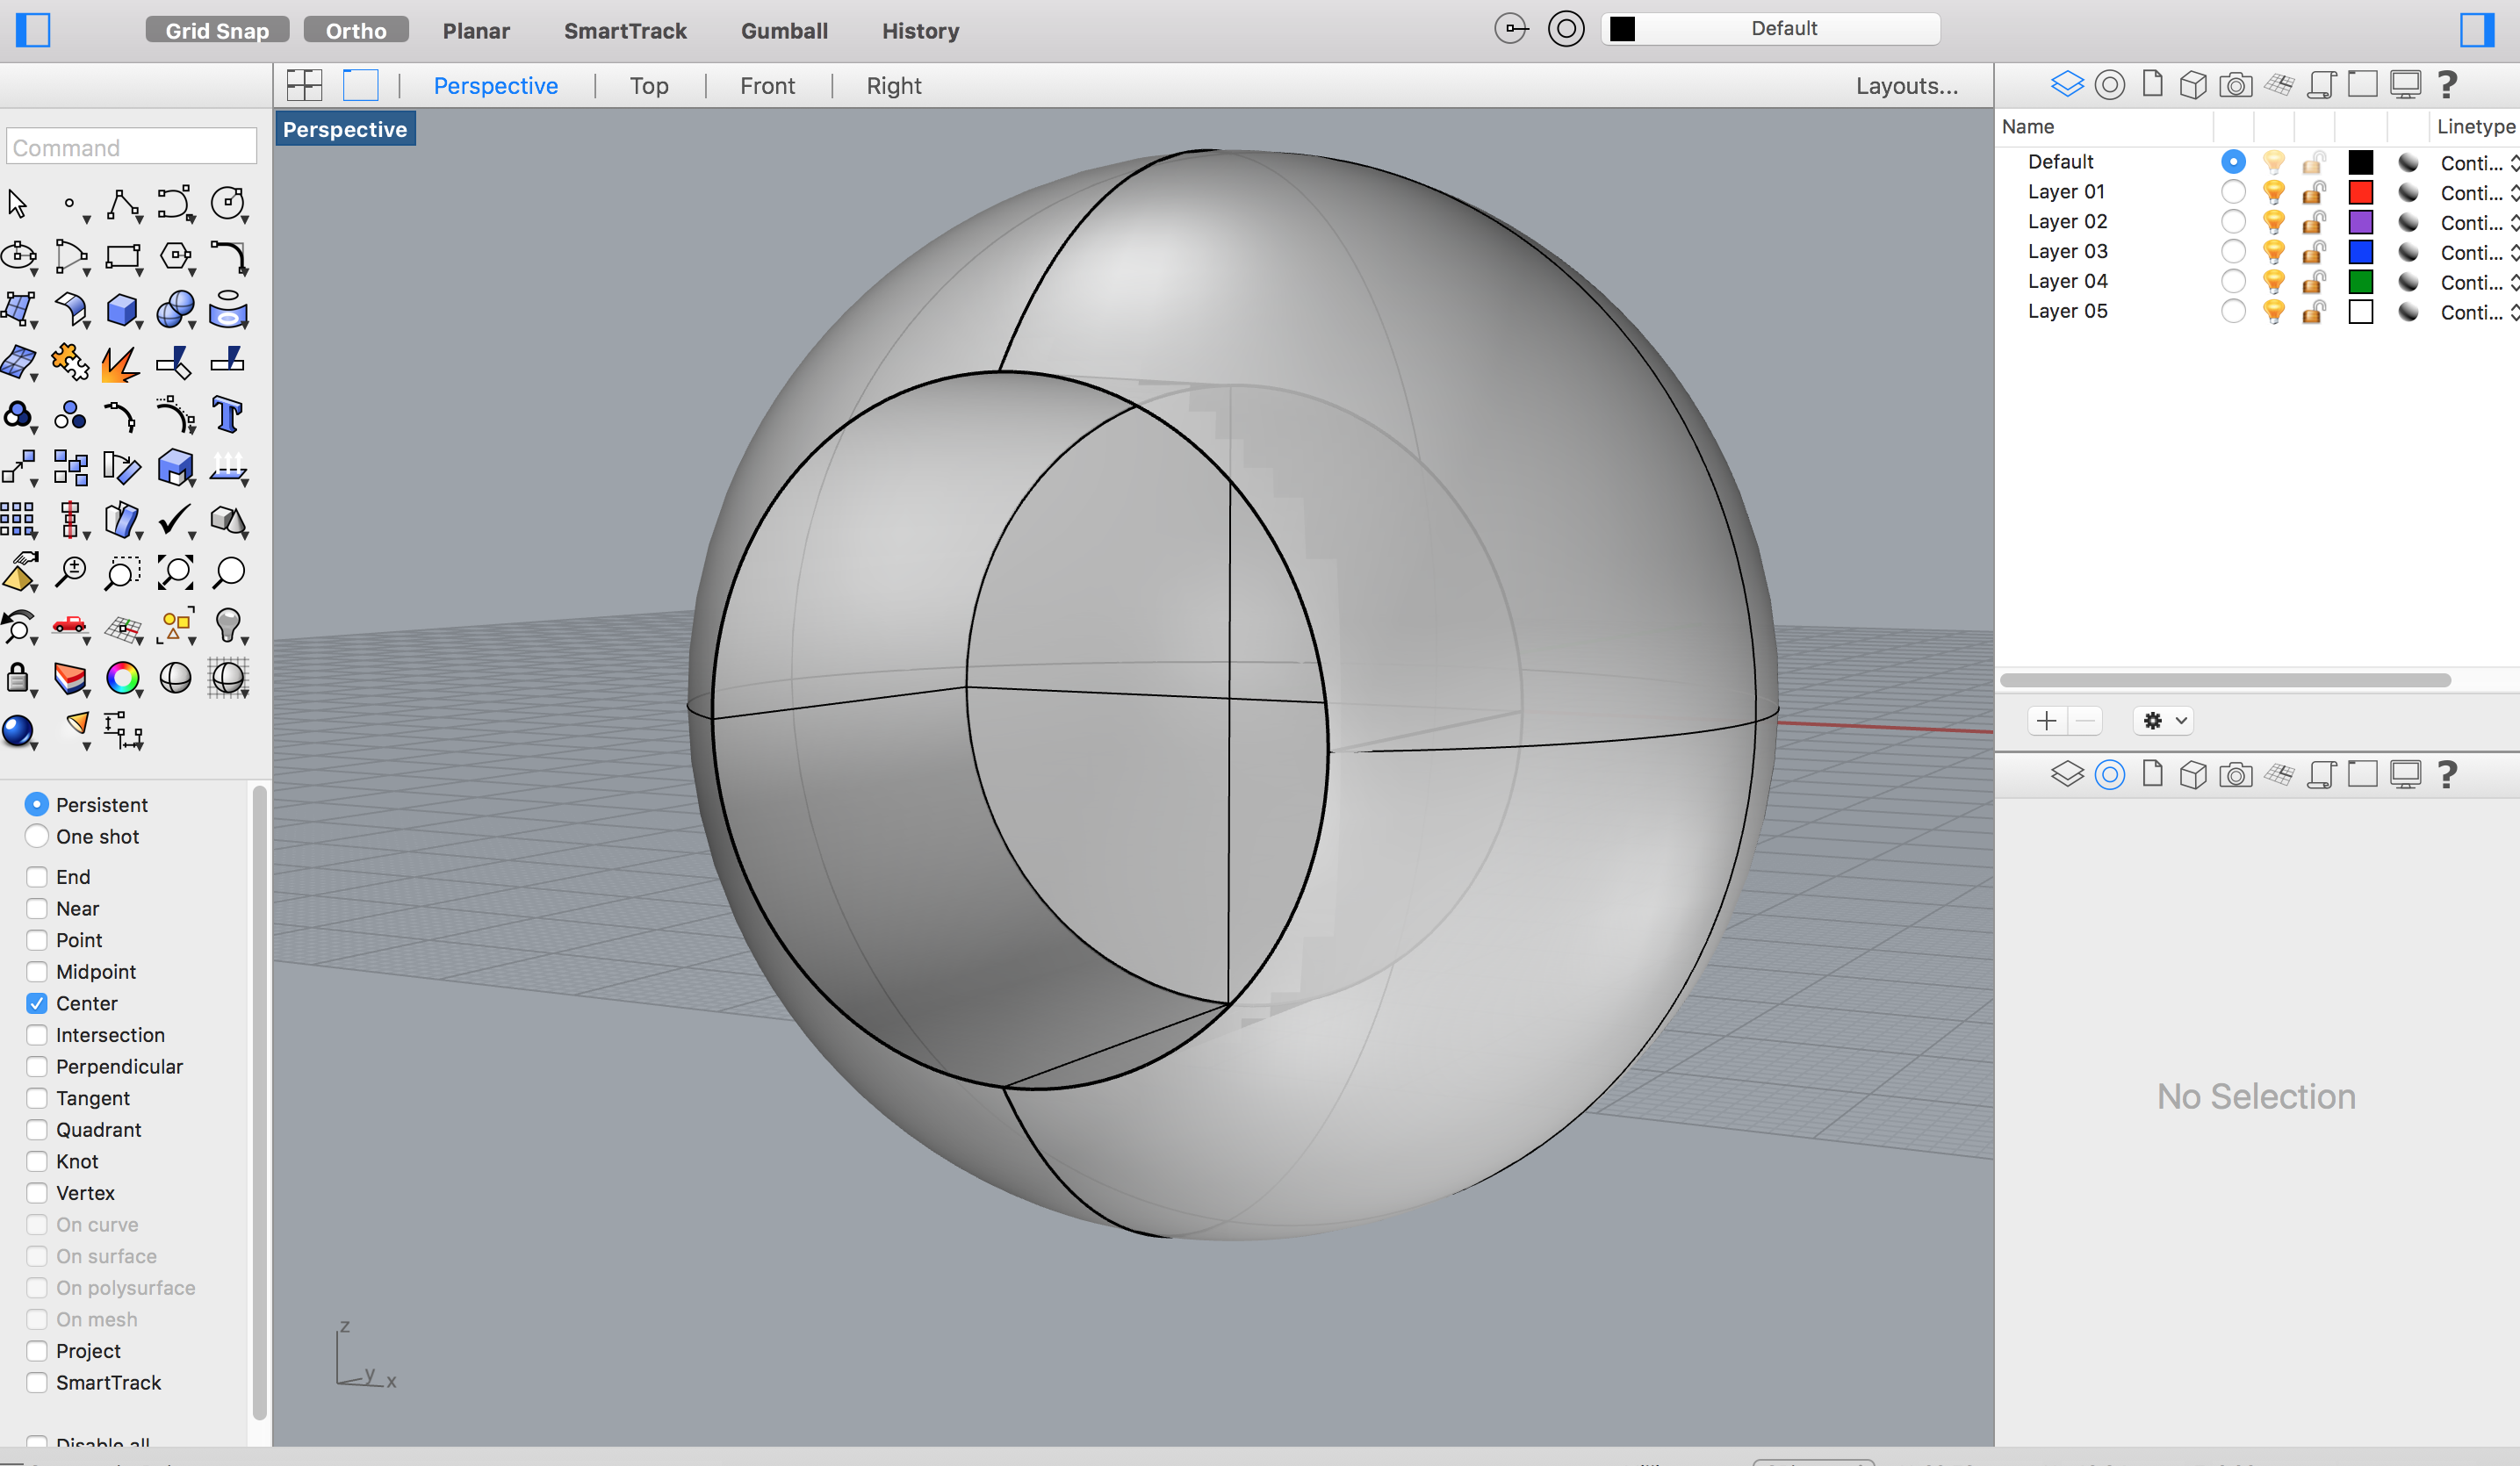 Grid Snap Ortho Planar SmartTrack Gumball History Default
Perspective Top Front Right Layouts...
Perspective
Command
Name Linetype
Default Conti...
Layer 01 Conti...
Layer 02 Conti...
Layer 03 Conti...
Layer 04 Conti...
Layer 05 Conti...
Persistent
One shot
End
Near
Point
Midpoint
Center
Intersection
Perpendicular
Tangent
Quadrant
Knot
Vertex
On curve
On surface
On polysurface
On mesh
Project
SmartTrack
Disable all
No Selection
z
y
x